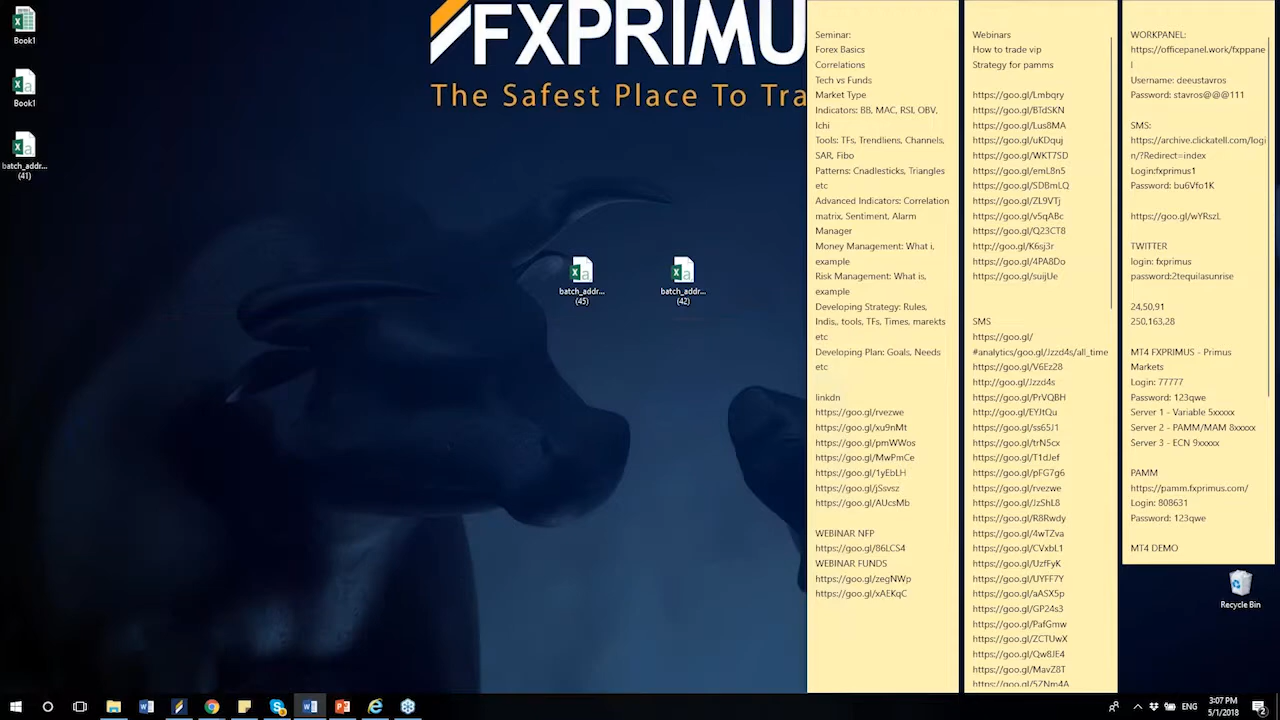 Book1
Book1
batch_addr...
(41)
FXPRIMU
The Safest Place To Tra
batch_addr...
(45)
batch_addr...
(42)
Seminar:
Forex Basics
Correlations
Tech vs Funds
Market Type
Indicators: BB, MAC, RSI, OBV,
Ichi
Tools: TFs, Trendliens, Channels,
SAR, Fibo
Patterns: Cnadlesticks, Triangles
etc
Advanced Indicators: Correlation
matrix, Sentiment, Alarm
Manager
Money Management: What i,
example
Risk Management: What is,
example
Developing Strategy: Rules,
Indis,, tools, TFs, Times, marekts
etc
Developing Plan: Goals, Needs
etc
linkdn
https://goo.gl/rvezwe
https://goo.gl/xu9nMt
https://goo.gl/pmWWos
https://goo.gl/MwPmCe
https://goo.gl/1yEbLH
https://goo.gl/jSsvsz
https://goo.gl/AUcsMb
WEBINAR NFP
https://goo.gl/86LCS4
WEBINAR FUNDS
https://goo.gl/zegNWp
https://goo.gl/xAEKqC
Webinars
How to trade vip
Strategy for pamms
https://goo.gl/Lmbqry
https://goo.gl/BTdSKN
https://goo.gl/Lus8MA
https://goo.gl/uKDquj
https://goo.gl/WKT7SD
https://goo.gl/emL8n5
https://goo.gl/SDBmLQ
https://goo.gl/ZL9VTj
https://goo.gl/v5qABc
https://goo.gl/Q23CT8
http://goo.gl/K6sj3r
https://goo.gl/4PA8Do
https://goo.gl/suijUe
SMS
https://goo.gl/
#analytics/goo.gl/Jzzd4s/all_time
https://goo.gl/V6Ez28
http://goo.gl/Jzzd4s
https://goo.gl/PrVQBH
http://goo.gl/EYJtQu
https://goo.gl/ss65J1
https://goo.gl/trN5cx
https://goo.gl/T1dJef
https://goo.gl/pFG7g6
https://goo.gl/rvezwe
https://goo.gl/JzShL8
https://goo.gl/R8Rwdy
https://goo.gl/4wTZva
https://goo.gl/CVxbL1
https://goo.gl/UzfFyK
https://goo.gl/UYFF7Y
https://goo.gl/aASX5p
https://goo.gl/GP24s3
https://goo.gl/PafGmw
https://goo.gl/ZCTUwX
https://goo.gl/Qw8JE4
https://goo.gl/MavZ8T
https://goo.gl/5ZNm4A
WORKPANEL:
https://officepanel.work/fxppane
l
Username: deeustavros
Password: stavros@@@111
SMS:
https://archive.clickatell.com/logi
n/?Redirect=index
Login:fxprimus1
Password: bu6Vfo1K
https://goo.gl/wYRszL
TWITTER
login: fxprimus
password:2tequilasunrise
24,50,91
250,163,28
MT4 FXPRIMUS - Primus
Markets
Login: 77777
Password: 123qwe
Server 1 - Variable 5xxxxx
Server 2 - PAMM/MAM 8xxxxx
Server 3 - ECN 9xxxxx
PAMM
https://pamm.fxprimus.com/
Login: 808631
Password: 123qwe
MT4 DEMO
Recycle Bin
ENG
3:07 PM
5/1/2018